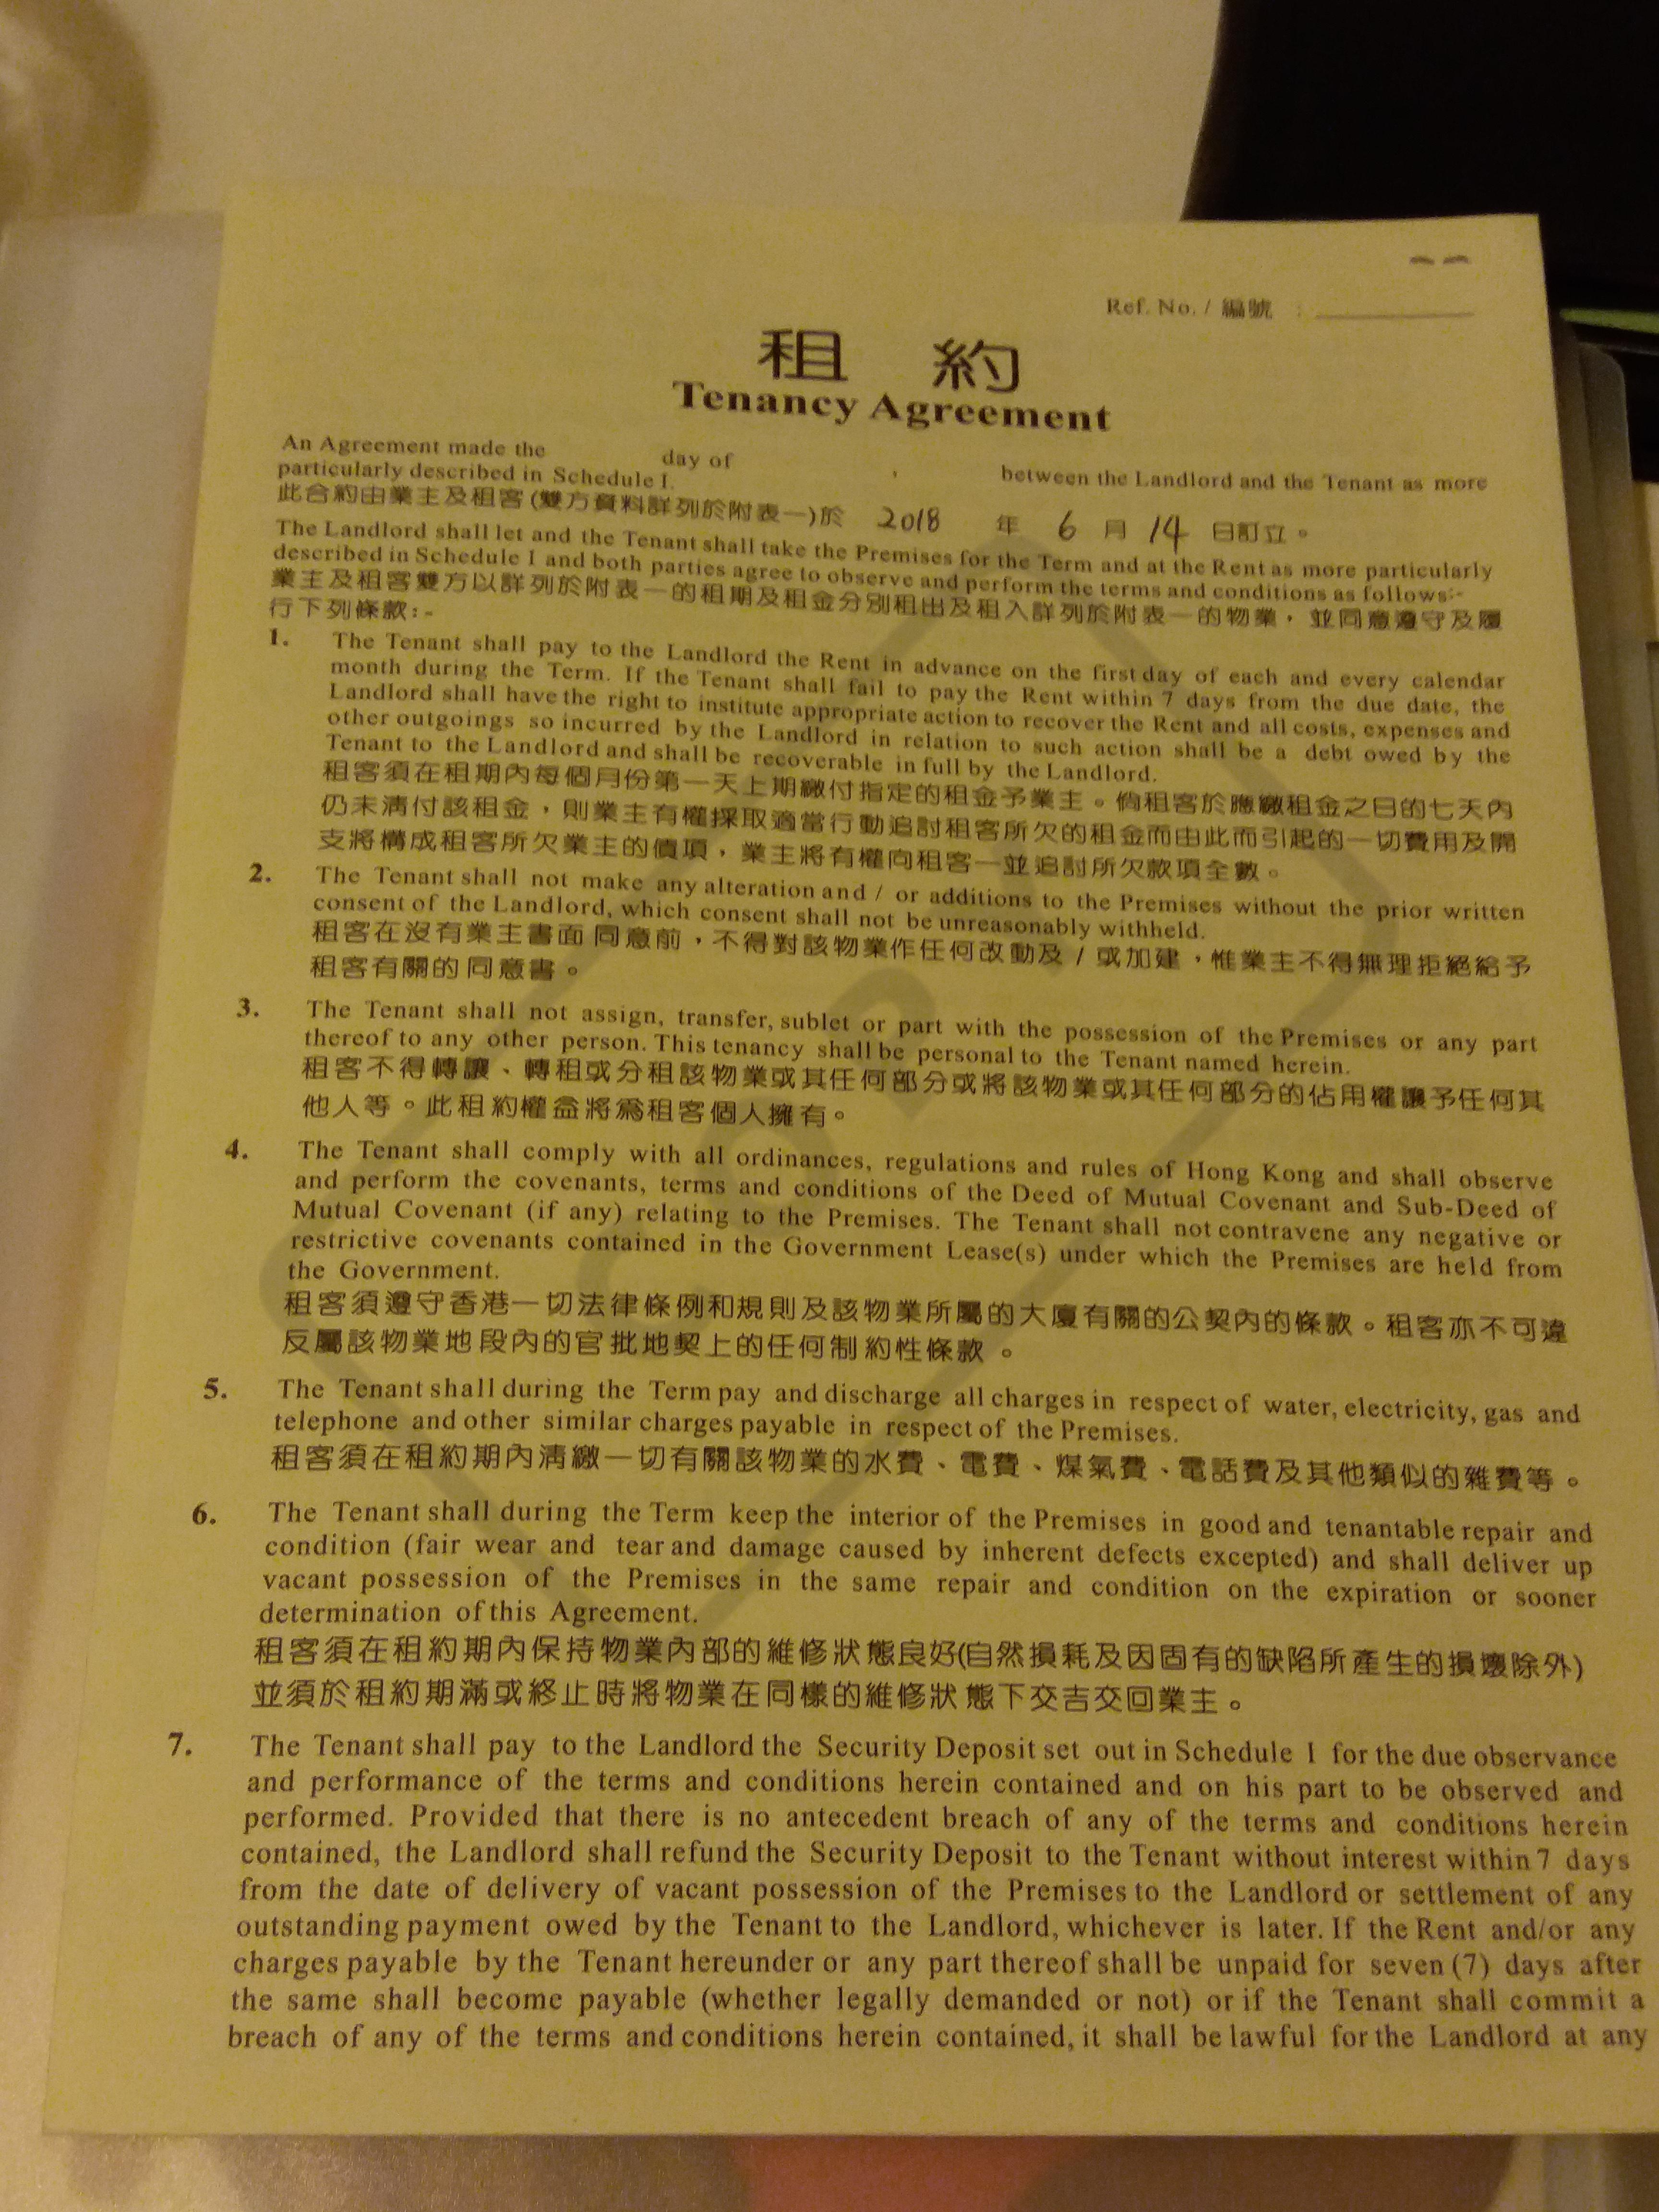 Ref. No. / 編號 :
租 約
Tenancy Agreement
An Agreement made the day of , between the Landlord and the Tenant as more
particularly described in Schedule I.
此合約由業主及租客(雙方資料詳列於附表一)於 2018 年 6 月 14 日訂立。
The Landlord shall let and the Tenant shall take the Premises for the Term and at the Rent as more particularly
described in Schedule I and both parties agree to observe and perform the terms and conditions as follows:-
業主及租客雙方以詳列於附表一的租期及租金分別租出及租入詳列於附表一的物業，並同意遵守及履
行下列條款:-
1. The Tenant shall pay to the Landlord the Rent in advance on the first day of each and every calendar
month during the Term. If the Tenant shall fail to pay the Rent within 7 days from the due date, the
Landlord shall have the right to institute appropriate action to recover the Rent and all costs, expenses and
other outgoings so incurred by the Landlord in relation to such action shall be a debt owed by the
Tenant to the Landlord and shall be recoverable in full by the Landlord.
租客須在租期內每個月份第一天上期繳付指定的租金予業主。倘租客於應繳租金之日的七天內
仍未清付該租金，則業主有權採取適當行動追討租客所欠的租金而由此而引起的一切費用及開
支將構成租客所欠業主的債項，業主將有權向租客一並追討所欠款項全數。
2. The Tenant shall not make any alteration and / or additions to the Premises without the prior written
consent of the Landlord, which consent shall not be unreasonably withheld.
租客在沒有業主書面同意前，不得對該物業作任何改動及 / 或加建，惟業主不得無理拒絕給予
租客有關的同意書。
3. The Tenant shall not assign, transfer, sublet or part with the possession of the Premises or any part
thereof to any other person. This tenancy shall be personal to the Tenant named herein.
租客不得轉讓、轉租或分租該物業或其任何部分或將該物業或其任何部分的佔用權讓予任何其
他人等。此租約權益將為租客個人擁有。
4. The Tenant shall comply with all ordinances, regulations and rules of Hong Kong and shall observe
and perform the covenants, terms and conditions of the Deed of Mutual Covenant and Sub-Deed of
Mutual Covenant (if any) relating to the Premises. The Tenant shall not contravene any negative or
restrictive covenants contained in the Government Lease(s) under which the Premises are held from
the Government.
租客須遵守香港一切法律條例和規則及該物業所屬的大廈有關的公契內的條款。租客亦不可違
反屬該物業地段內的官批地契上的任何制約性條款。
5. The Tenant shall during the Term pay and discharge all charges in respect of water, electricity, gas and
telephone and other similar charges payable in respect of the Premises.
租客須在租約期內清繳一切有關該物業的水費、電費、煤氣費、電話費及其他類似的雜費等。
6. The Tenant shall during the Term keep the interior of the Premises in good and tenantable repair and
condition (fair wear and tear and damage caused by inherent defects excepted) and shall deliver up
vacant possession of the Premises in the same repair and condition on the expiration or sooner
determination of this Agreement.
租客須在租約期內保持物業內部的維修狀態良好(自然損耗及因固有的缺陷所產生的損壞除外)
並須於租約期滿或終止時將物業在同樣的維修狀態下交吉交回業主。
7. The Tenant shall pay to the Landlord the Security Deposit set out in Schedule I for the due observance
and performance of the terms and conditions herein contained and on his part to be observed and
performed. Provided that there is no antecedent breach of any of the terms and conditions herein
contained, the Landlord shall refund the Security Deposit to the Tenant without interest within 7 days
from the date of delivery of vacant possession of the Premises to the Landlord or settlement of any
outstanding payment owed by the Tenant to the Landlord, whichever is later. If the Rent and/or any
charges payable by the Tenant hereunder or any part thereof shall be unpaid for seven (7) days after
the same shall become payable (whether legally demanded or not) or if the Tenant shall commit a
breach of any of the terms and conditions herein contained, it shall be lawful for the Landlord at any